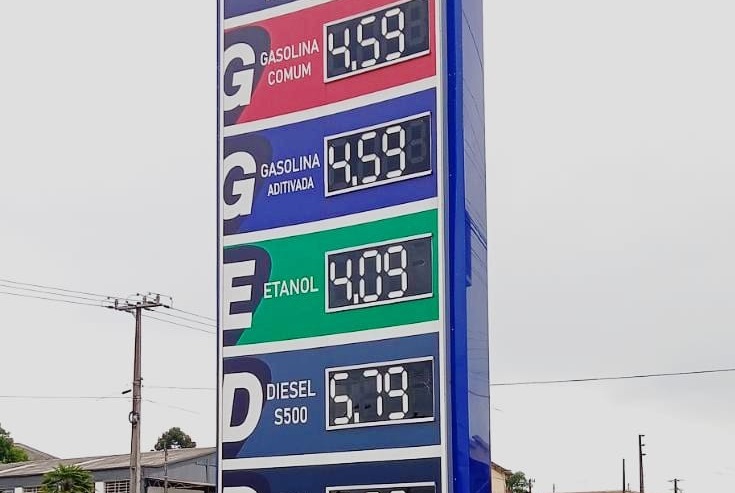 G GASOLINA 4.59
COMUM
G GASOLINA 4.59
ADITIVADA
E ETANOL 4.09
D DIESEL 5.79
S500